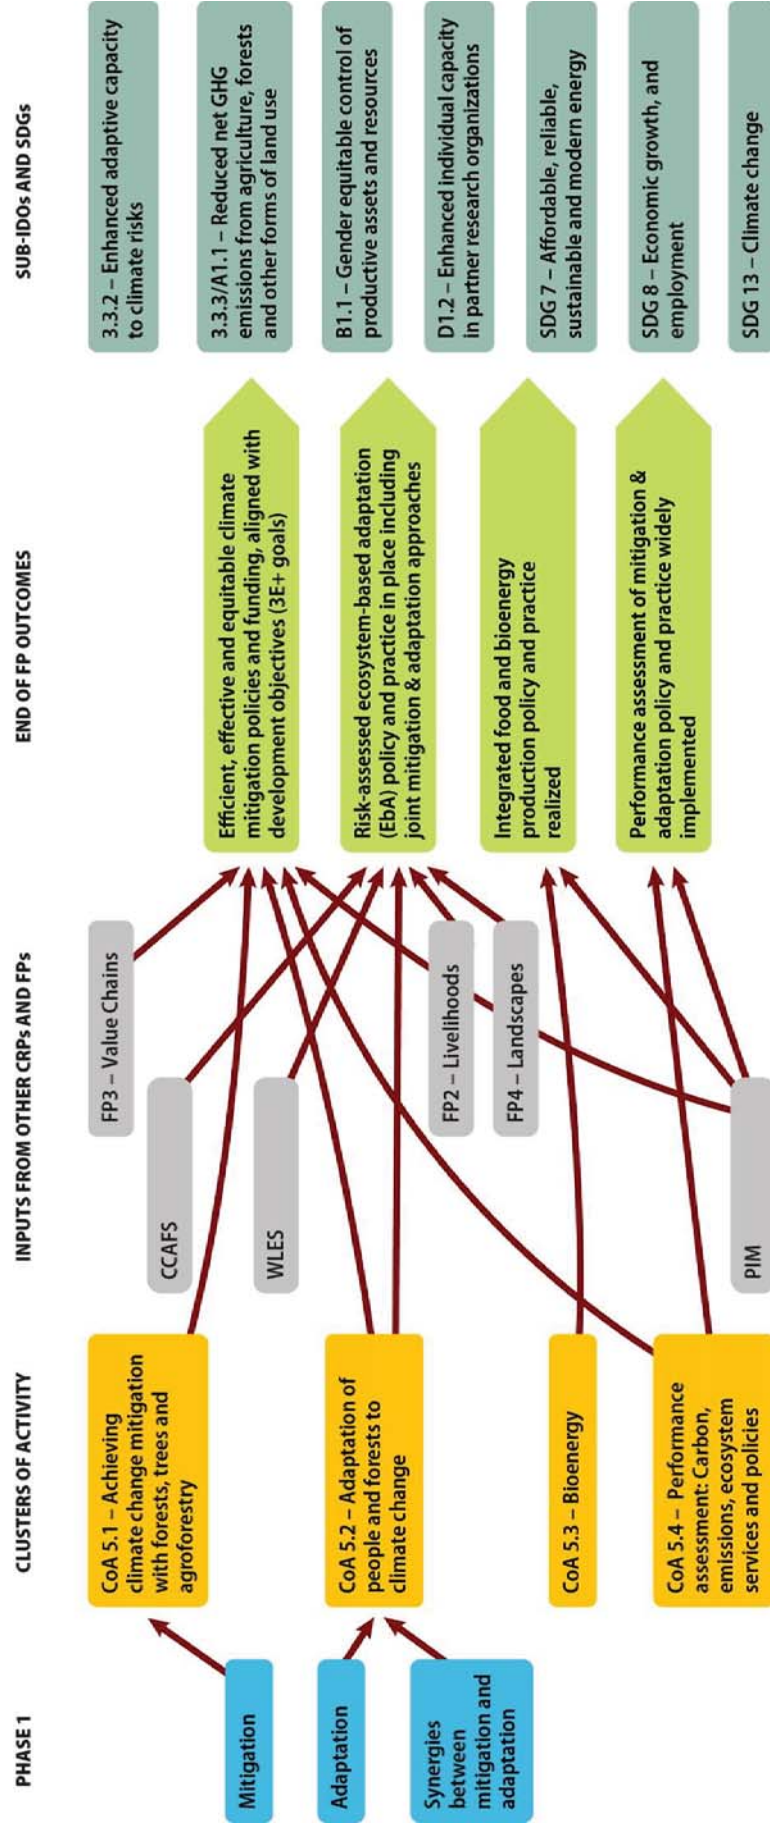 PHASE 1
Mitigation
Adaptation
Synergies
between
mitigation and
adaptation
CLUSTERS OF ACTIVITY
CoA 5.1 – Achieving
climate change mitigation
with forests, trees and
agroforestry
CoA 5.2 – Adaptation of
people and forests to
climate change
CoA 5.3 – Bioenergy
CoA 5.4 – Performance
assessment: Carbon,
emissions, ecosystem
services and policies
INPUTS FROM OTHER CRPs AND FPs
FP3 – Value Chains
CCAFS
WLES
FP2 – Livelihoods
FP4 – Landscapes
PIM
END OF FP OUTCOMES
Efficient, effective and equitable climate
mitigation policies and funding, aligned with
development objectives (3E+ goals)
Risk-assessed ecosystem-based adaptation
(EbA) policy and practice in place including
joint mitigation & adaptation approaches
Integrated food and bioenergy
production policy and practice
realized
Performance assessment of mitigation &
adaptation policy and practice widely
implemented
SUB-IDOs AND SDGs
3.3.2 – Enhanced adaptive capacity
to climate risks
3.3.3/A1.1 – Reduced net GHG
emissions from agriculture, forests
and other forms of land use
B1.1 – Gender equitable control of
productive assets and resources
D1.2 – Enhanced individual capacity
in partner research organizations
SDG 7 – Affordable, reliable,
sustainable and modern energy
SDG 8 – Economic growth, and
employment
SDG 13 – Climate change